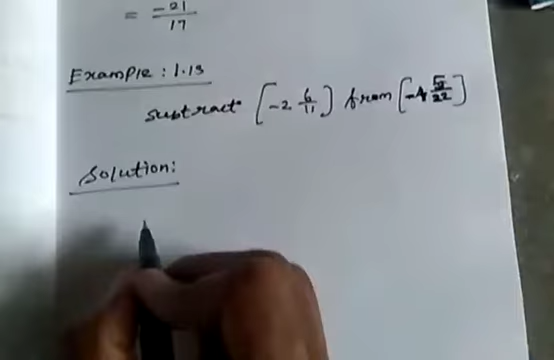 = -21/17
Example: 1.13
subtract [-2 6/11] from [-4 5/22]
Solution: